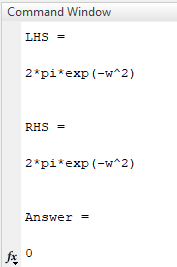 Command Window
LHS =
2*pi*exp(-w^2)
RHS =
2*pi*exp(-w^2)
Answer =
fx 0